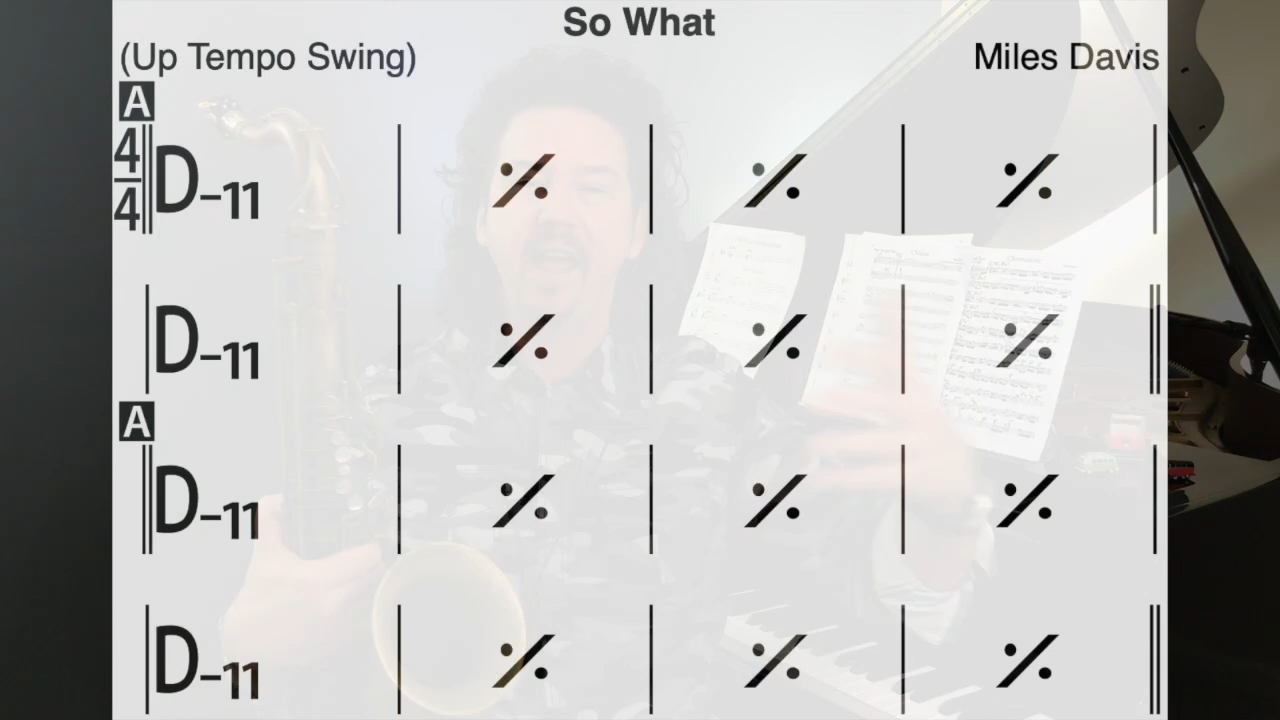 So What
(Up Tempo Swing) Miles Davis
A
4/4 D-11 𝄎 𝄎 𝄎
D-11 𝄎 𝄎 𝄎
A
D-11 𝄎 𝄎 𝄎
D-11 𝄎 𝄎 𝄎